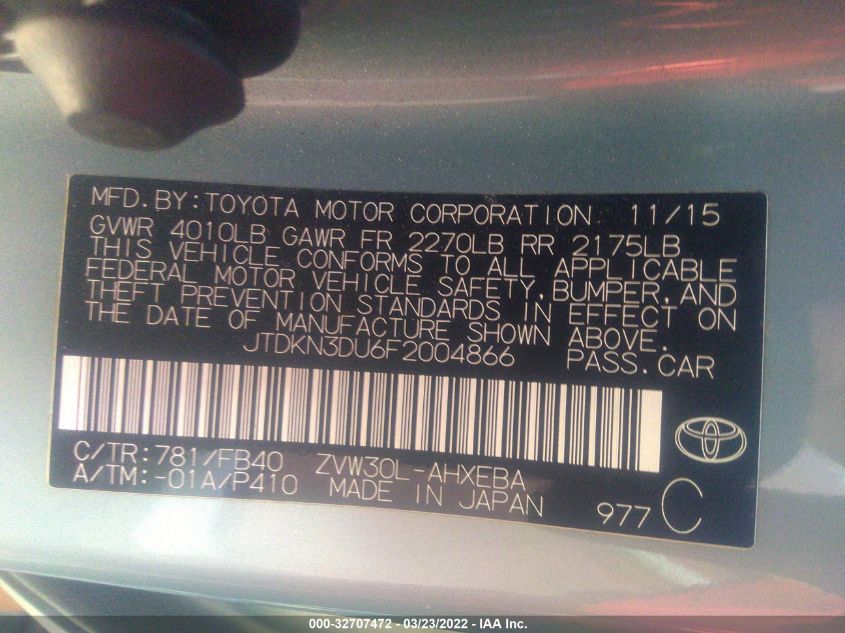 MFD.BY:TOYOTA MOTOR CORPORATION 11/15
GVWR 4010LB GAWR FR 2270LB RR 2175LB
THIS VEHICLE CONFORMS TO ALL APPLICABLE
FEDERAL MOTOR VEHICLE SAFETY, BUMPER, AND
THEFT PREVENTION STANDARDS IN EFFECT ON
THE DATE OF MANUFACTURE SHOWN ABOVE.
JTDKN3DU6F2004866 PASS.CAR
C/TR:781/FB40 ZVW30L-AHXEBA
A/TM:-01A/P410 MADE IN JAPAN
977 C
000-32707472 - 03/23/2022 - IAA Inc.